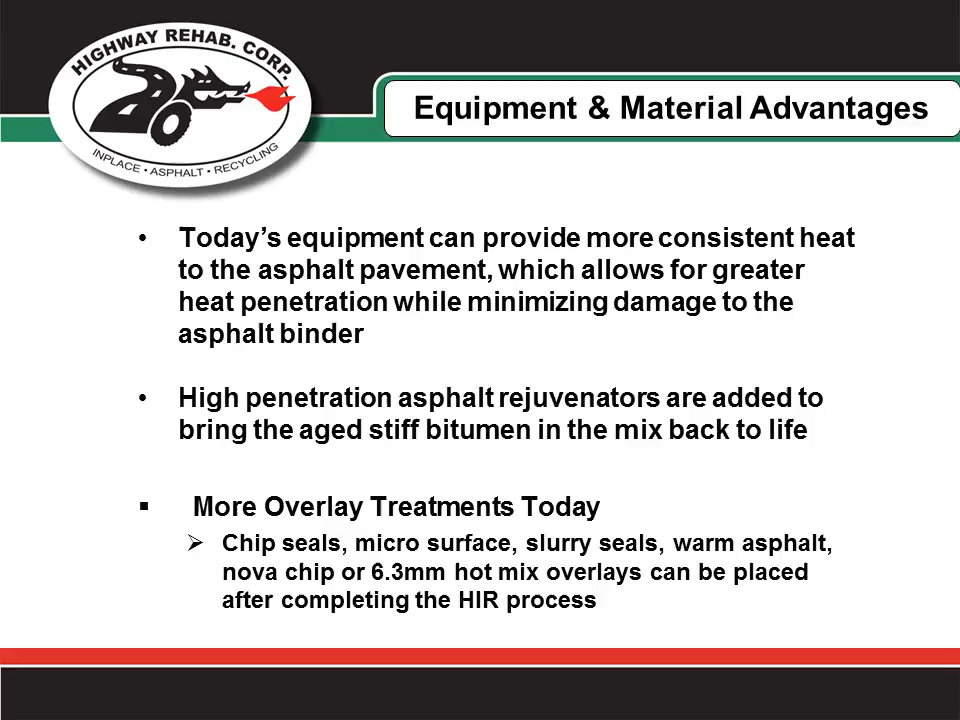 HIGHWAY REHAB. CORP.
INPLACE • ASPHALT • RECYCLING
Equipment & Material Advantages
• Today’s equipment can provide more consistent heat
to the asphalt pavement, which allows for greater
heat penetration while minimizing damage to the
asphalt binder
• High penetration asphalt rejuvenators are added to
bring the aged stiff bitumen in the mix back to life
▪ More Overlay Treatments Today
➢ Chip seals, micro surface, slurry seals, warm asphalt,
nova chip or 6.3mm hot mix overlays can be placed
after completing the HIR process